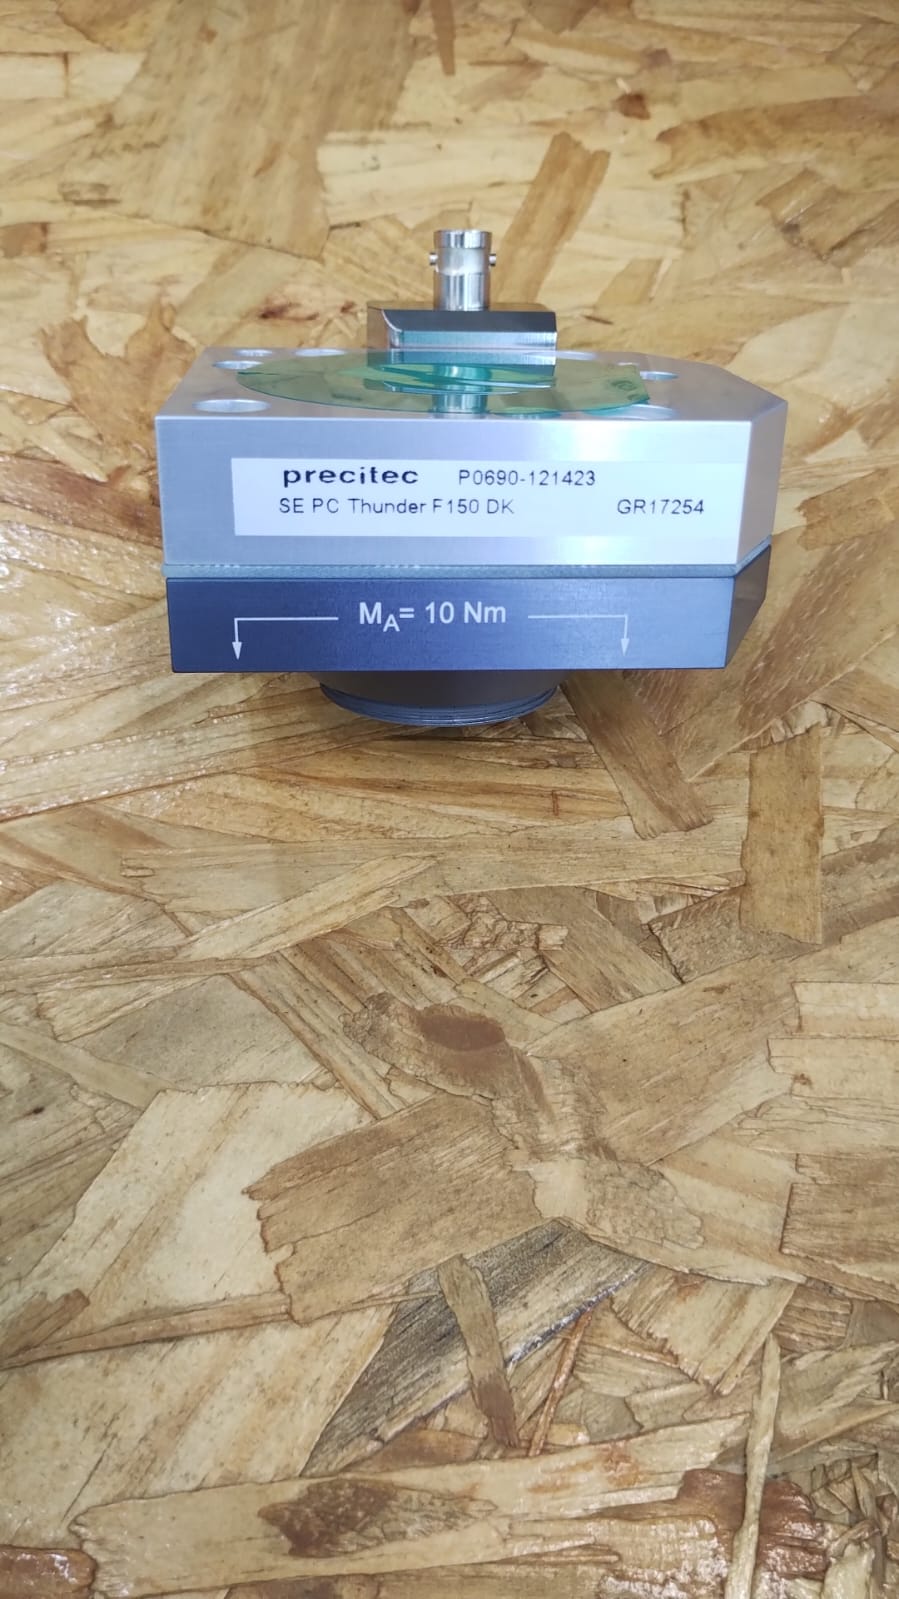 precitec P0690-121423
SE PC Thunder F150 DK GR17254
MA= 10 Nm